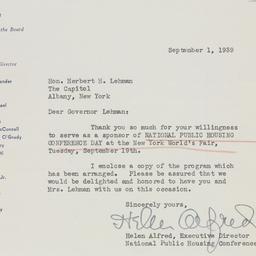 the Board
Director
September 1, 1939
Hon. Herbert H. Lehman
The Capitol
Albany, New York
Dear Governor Lehman:
Thank you so much for your willingness
to serve as a sponsor of NATIONAL PUBLIC HOUSING
CONFERENCE DAY at the New York World's Fair,
Tuesday, September 19th.
I enclose a copy of the program which
has been arranged. Please be assured that we
would be delighted and honored to have you and
Mrs. Lehman with us on this occasion.
Sincerely yours,
Helen Alfred
Helen Alfred, Executive Director
National Public Housing Conference
Connell
O'Grady
Jr.